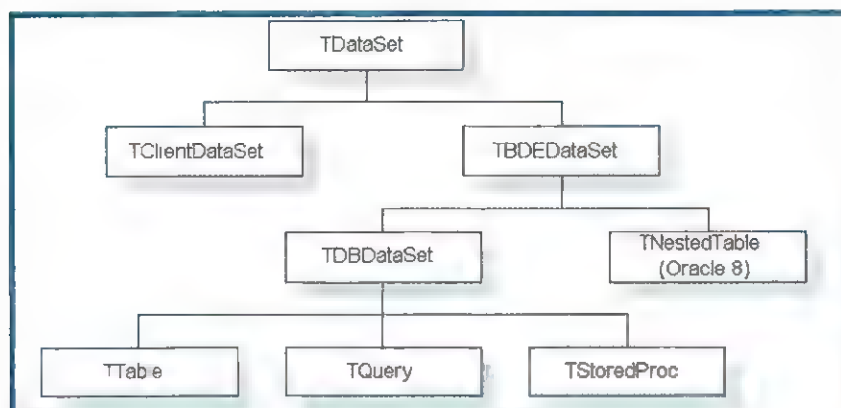 TDataSet
TClientDataSet
TBDEDataSet
TDBDataSet
TNestedTable
(Oracle 8)
TTable
TQuery
TStoredProc